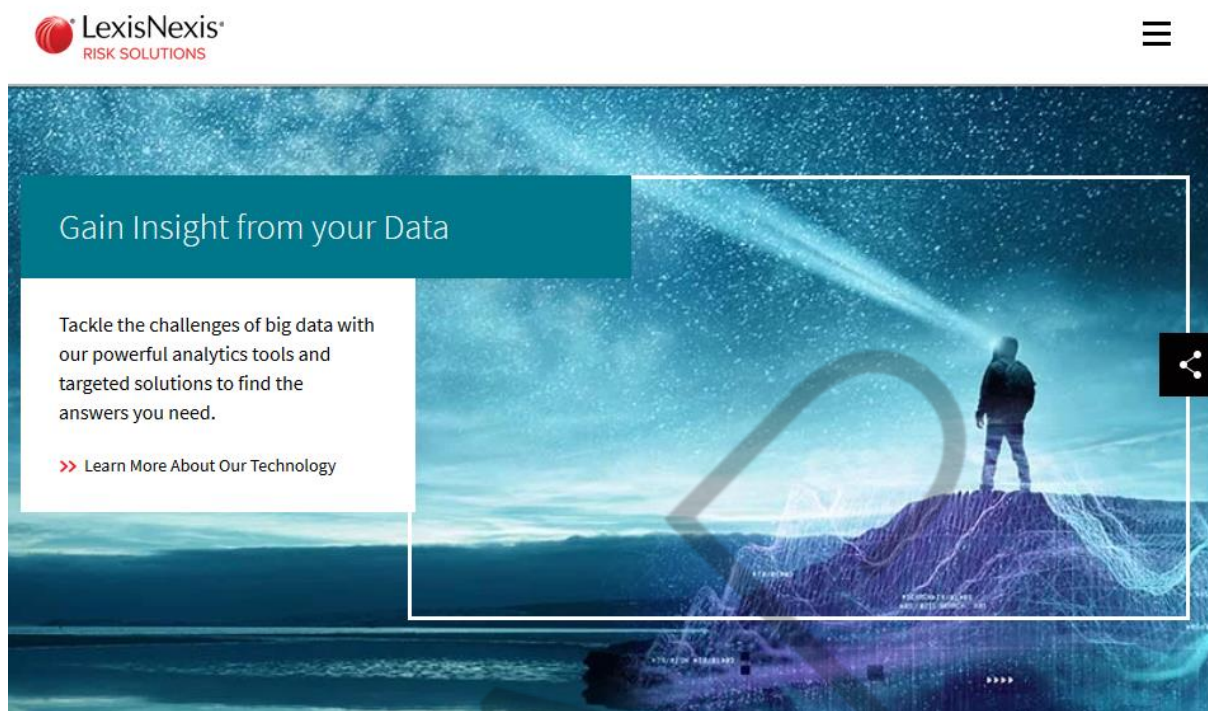 LexisNexis®
RISK SOLUTIONS
Gain Insight from your Data
Tackle the challenges of big data with
our powerful analytics tools and
targeted solutions to find the
answers you need.
>> Learn More About Our Technology